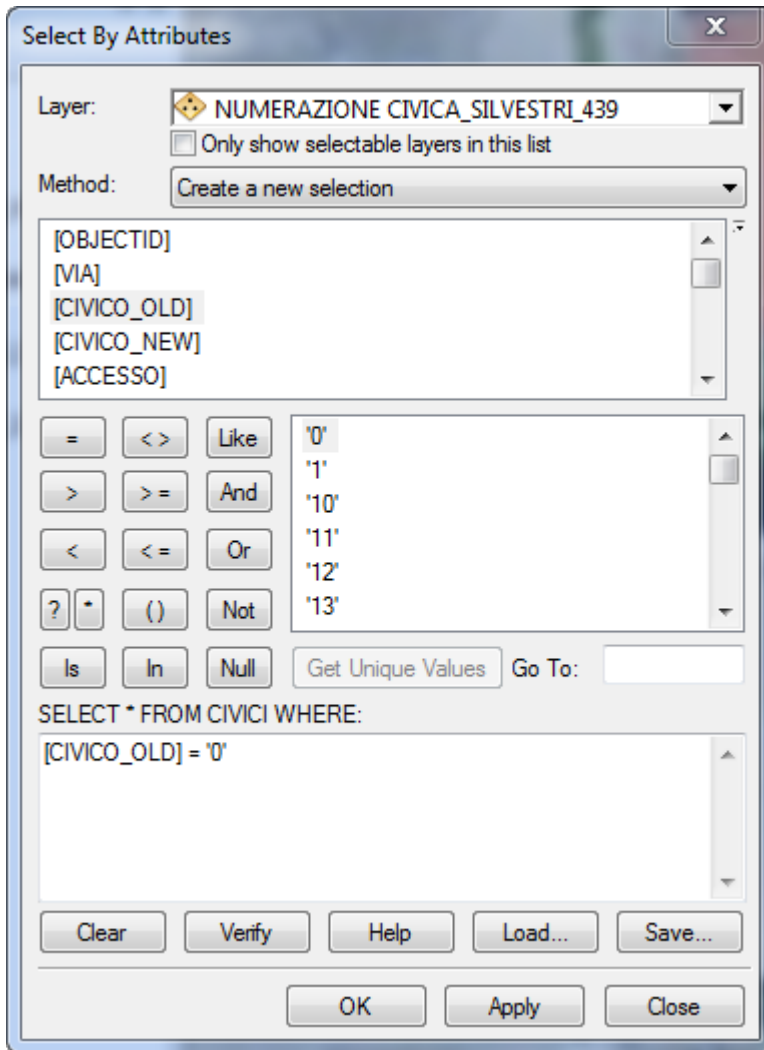 Select By Attributes
X
Layer: NUMERAZIONE CIVICA_SILVESTRI_439
Only show selectable layers in this list
Method: Create a new selection
[OBJECTID]
[VIA]
[CIVICO_OLD]
[CIVICO_NEW]
[ACCESSO]
= < > Like
> > = And
< < = Or
? * ( ) Not
Is In Null
'0'
'1'
'10'
'11'
'12'
'13'
Get Unique Values Go To:
SELECT * FROM CIVICI WHERE:
[CIVICO_OLD] = '0'
Clear Verify Help Load... Save...
OK Apply Close